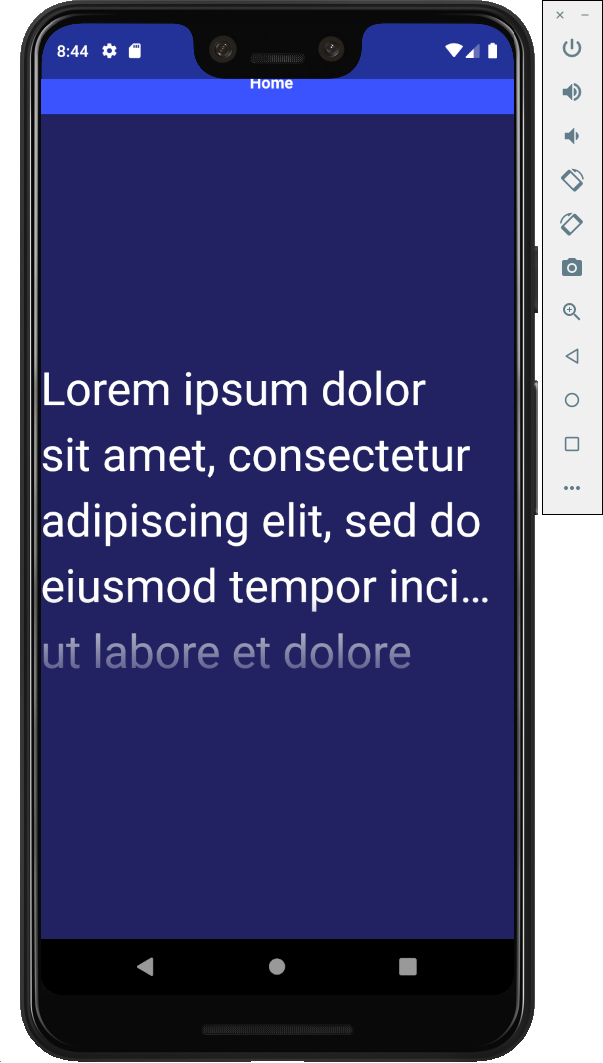 8:44
Home
Lorem ipsum dolor
sit amet, consectetur
adipiscing elit, sed do
eiusmod tempor inci…
ut labore et dolore